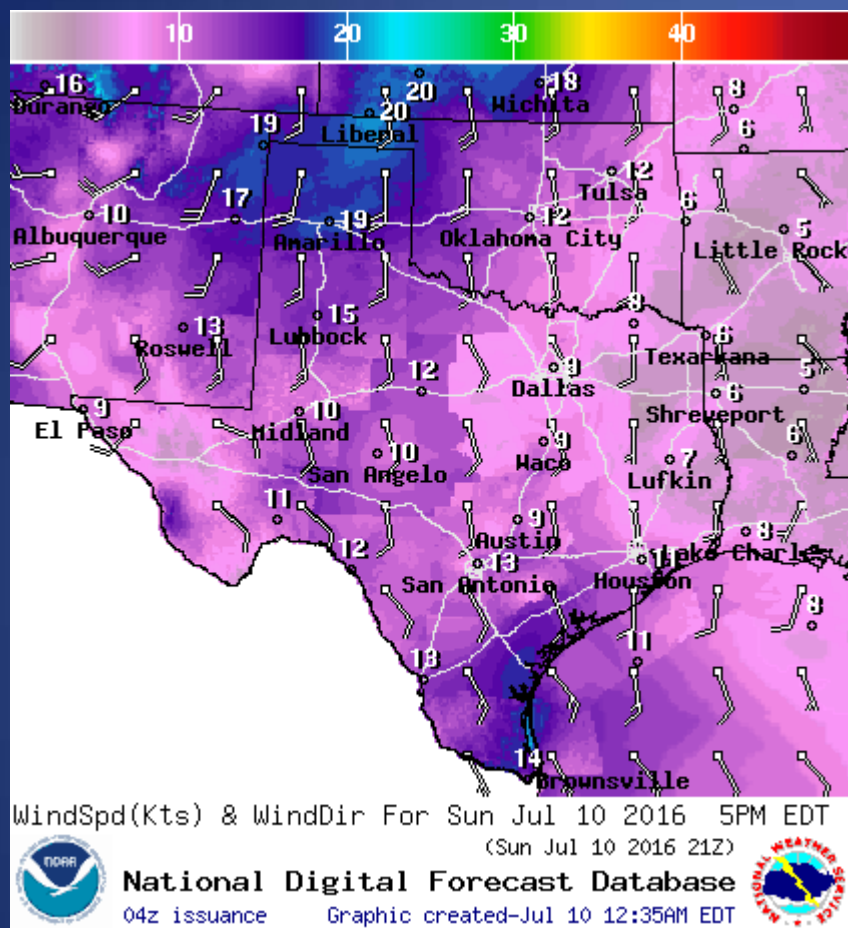 10 20 30 40
16 20 18 8
Durango Wichita
20
Liberal
19 6
12
Tulsa
17 10 19 12 6 5
Albuquerque Amarillo Oklahoma City Little Rock
13 15 8 6
Roswell Lubbock Texarkana
12 9 5
Dallas
9 10 6
El Paso Midland Shreveport
10 9 7 6
San Angelo Waco Lufkin
11 9 8
Austin Lake Charles
12 13 11
San Antonio Houston
8
13 11
14
Brownsville
WindSpd(Kts) & WindDir For Sun Jul 10 2016 5PM EDT
(Sun Jul 10 2016 21Z)
National Digital Forecast Database
04z issuance Graphic created-Jul 10 12:35AM EDT
NOAA
NATIONAL WEATHER SERVICE